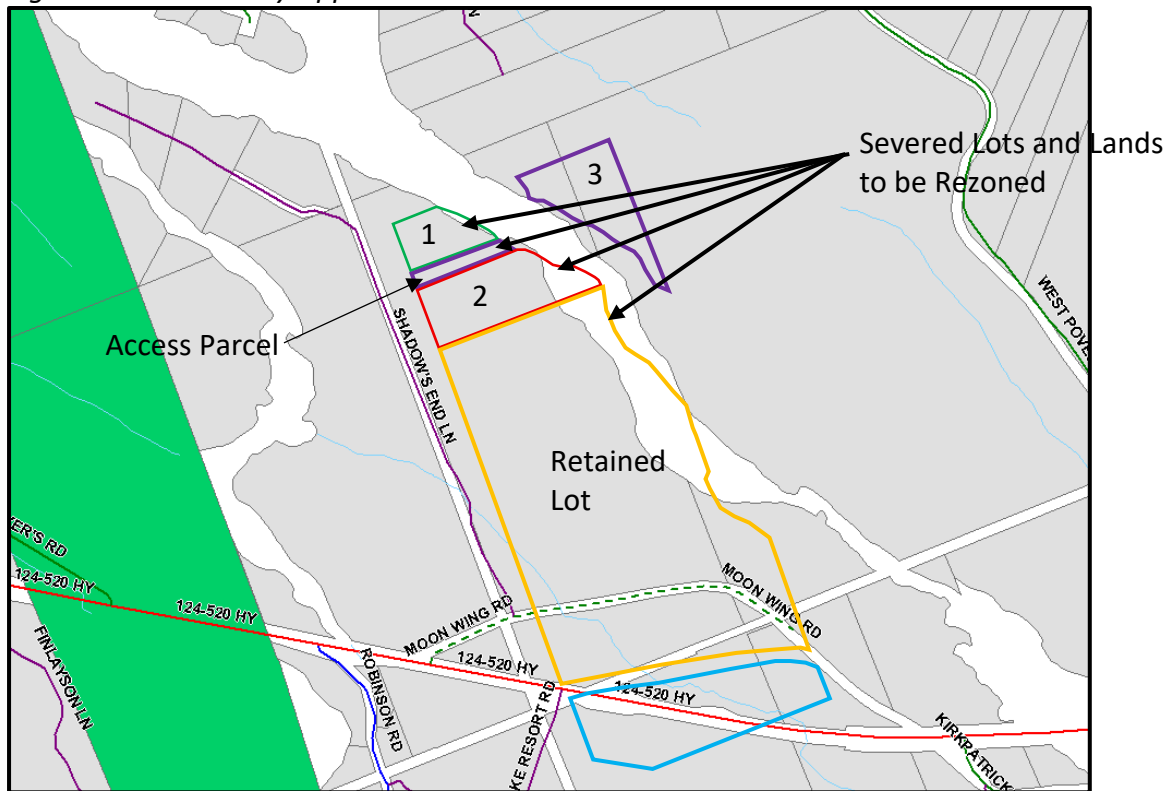 Severed Lots and Lands
to be Rezoned
3
1
2
Access Parcel
SHADOW'S END LN
WEST POVE
Retained
Lot
KER'S RD
124-520 HY
124-520 HY
MOON WING RD
MOON WING RD
124-520 HY
124-520 HY
FINLAYSON LN
ROBINSON RD
KE RESORT RD
KIRKPATRICK